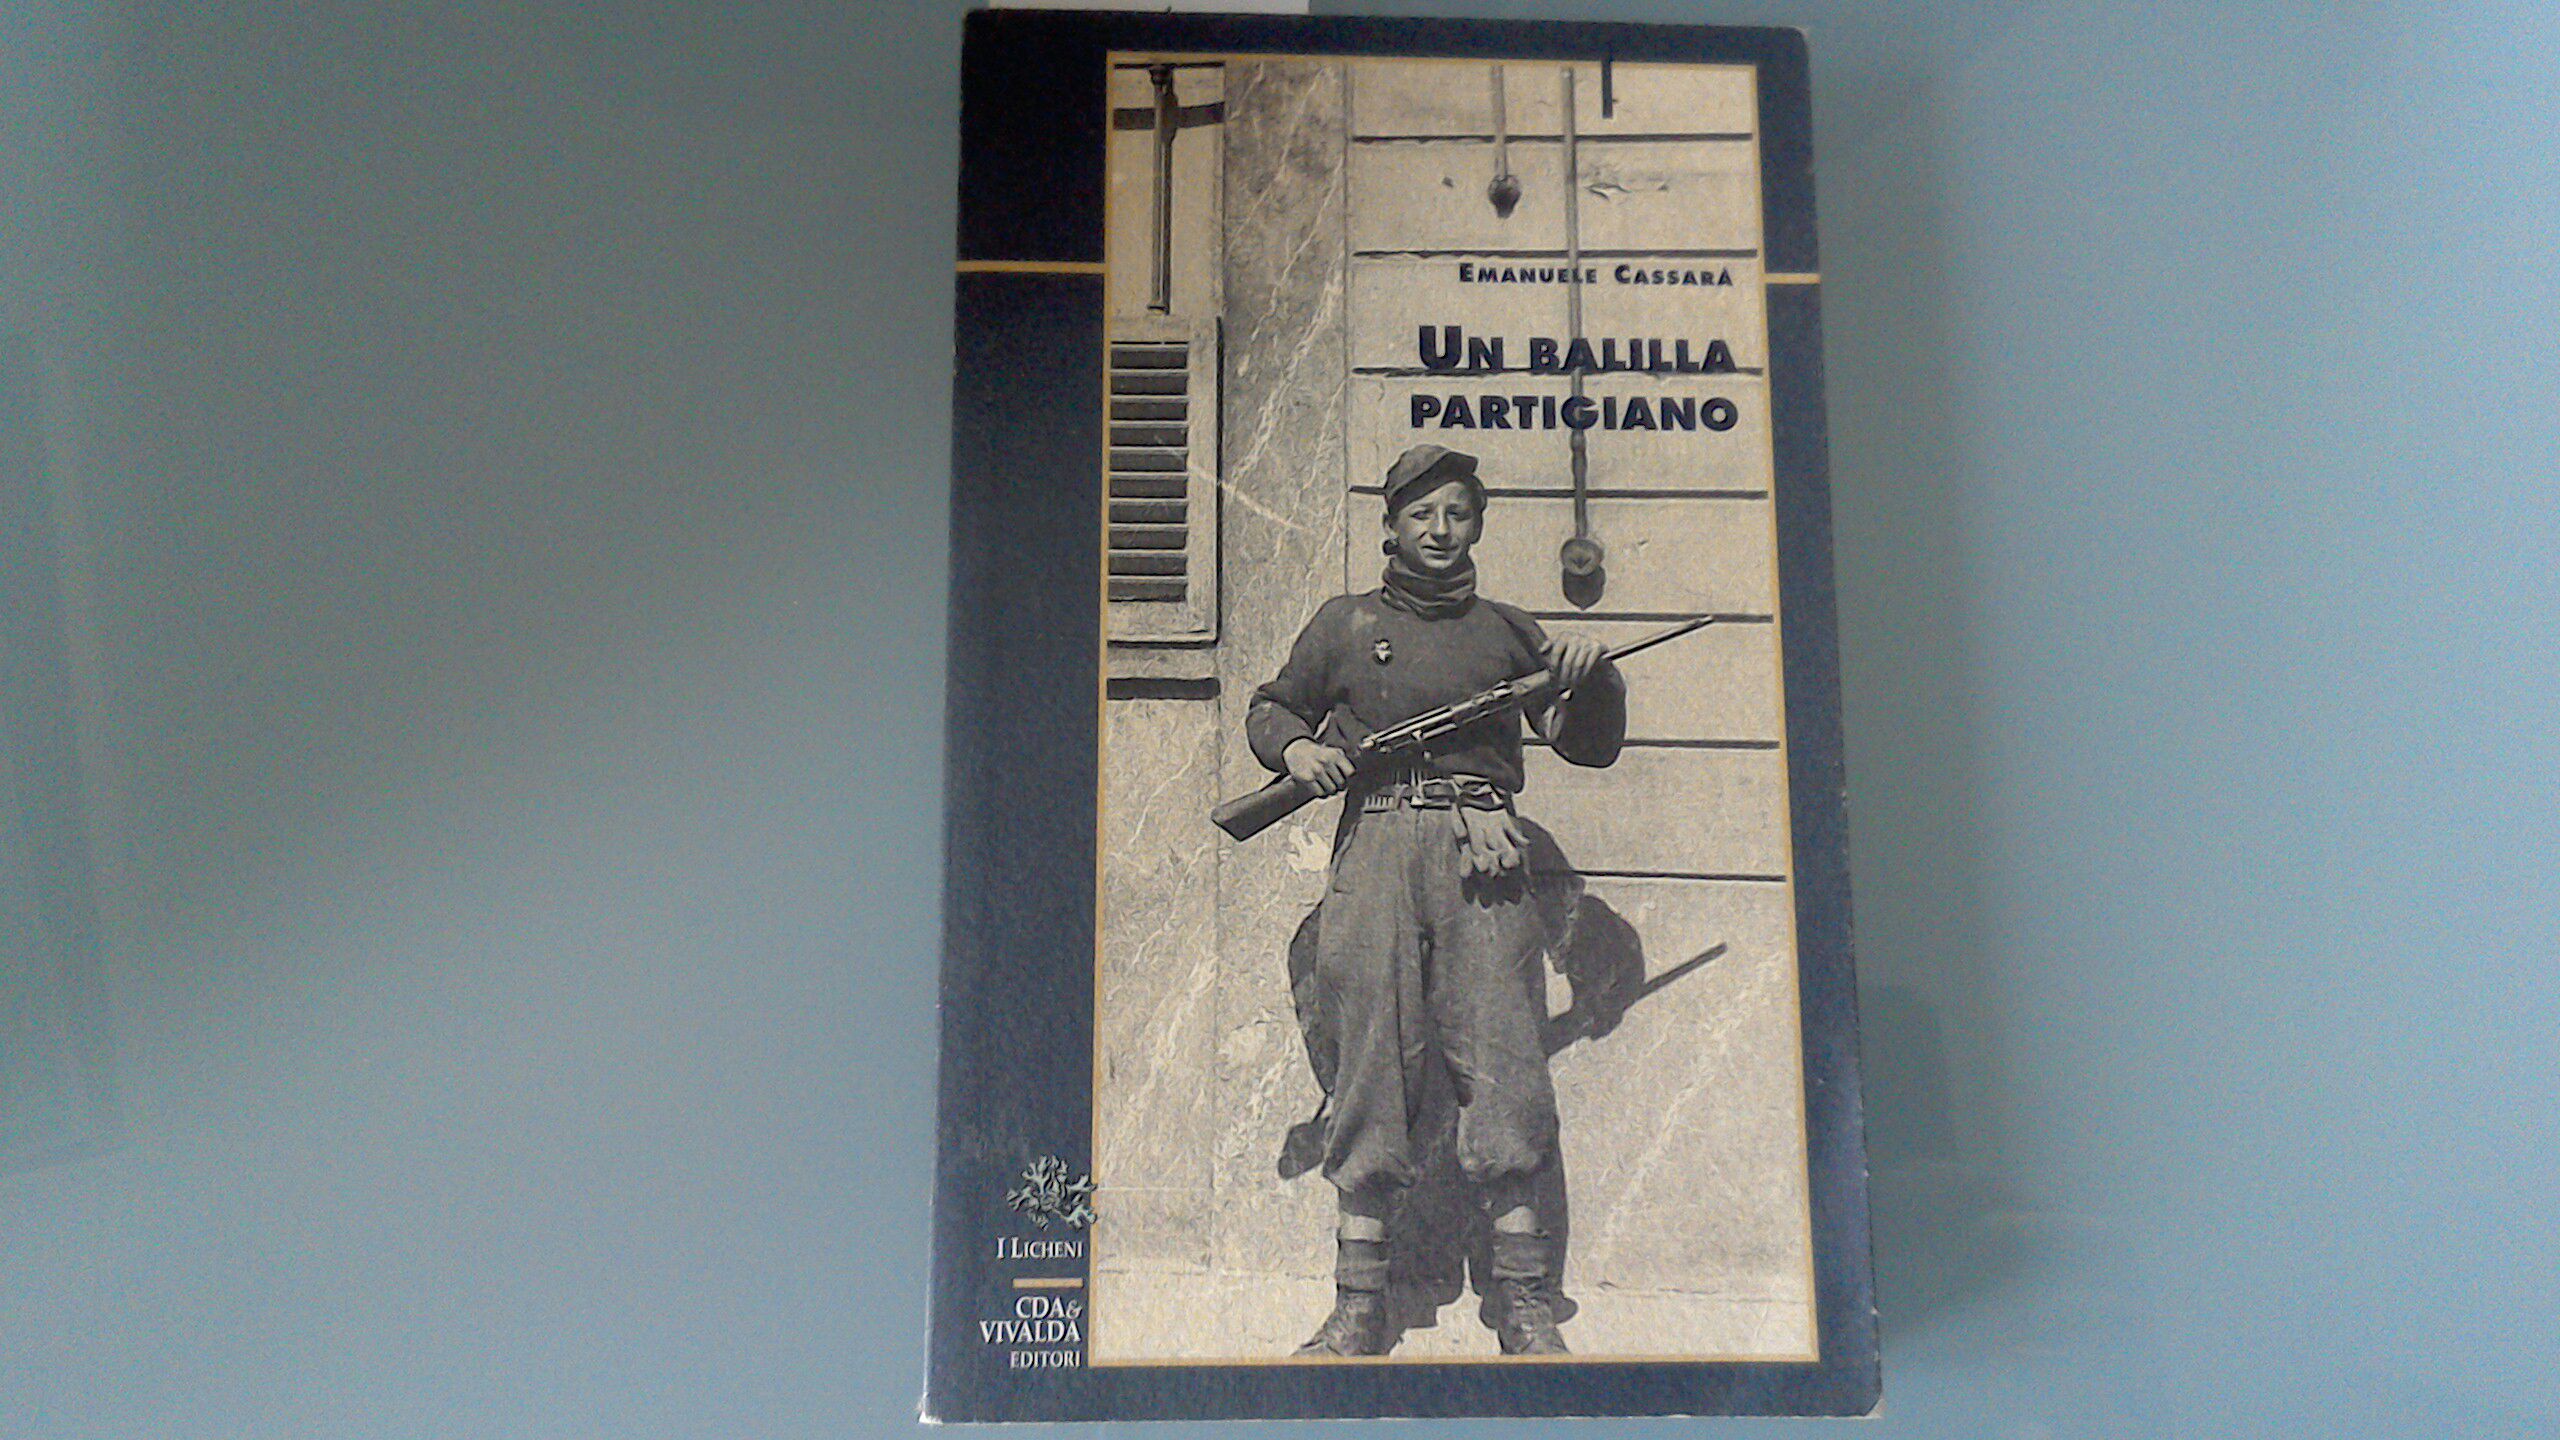 EMANUELE CASSARÀ
UN BALILLA
PARTIGIANO
I LICHENI
CDA&
VIVALDA
EDITORI